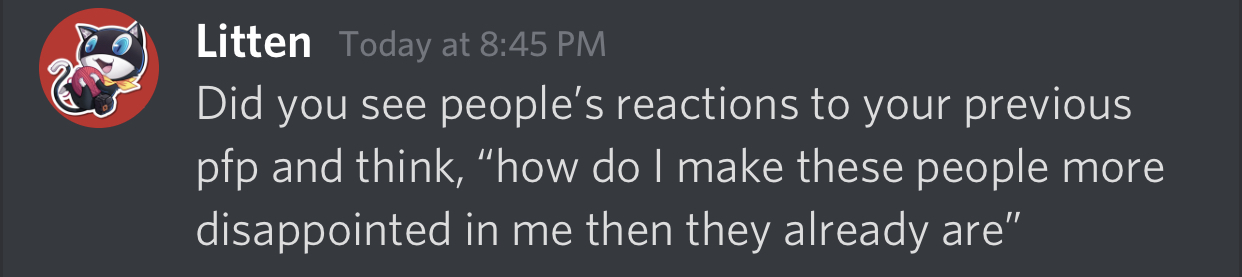 Litten Today at 8:45 PM
Did you see people’s reactions to your previous
pfp and think, “how do I make these people more
disappointed in me then they already are”